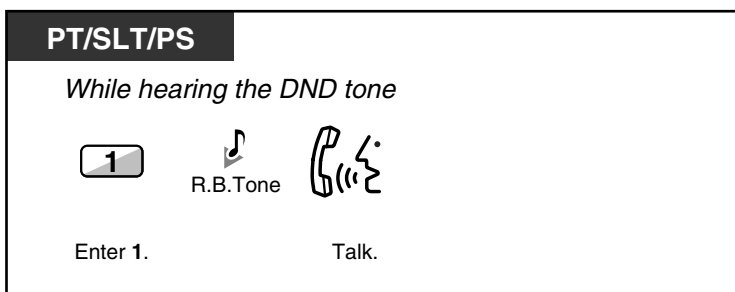 PT/SLT/PS
While hearing the DND tone
1
R.B.Tone
Enter 1.
Talk.